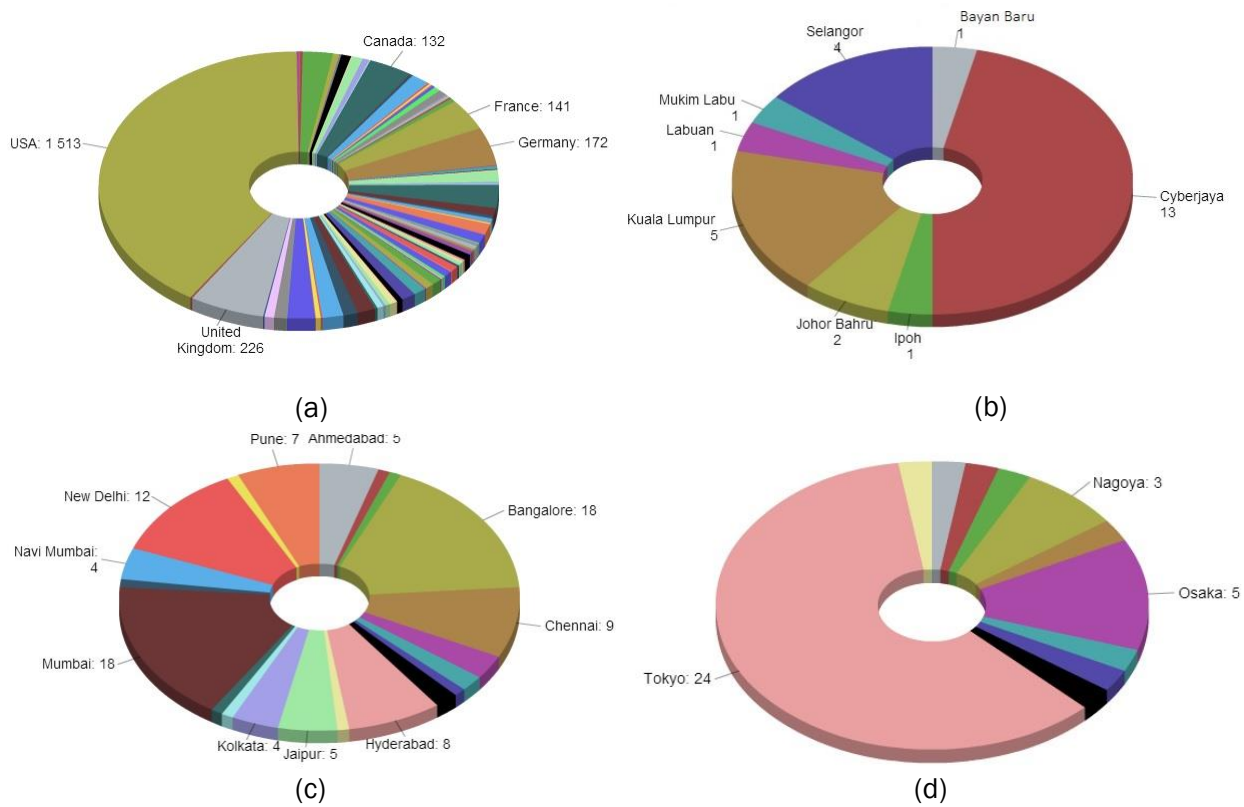 Canada: 132
France: 141
Germany: 172
USA: 1 513
United
Kingdom: 226
(a)
Bayan Baru
1
Selangor
4
Mukim Labu
1
Labuan
1
Cyberjaya
13
Kuala Lumpur
5
Johor Bahru
2
Ipoh
1
(b)
Pune: 7
Ahmedabad: 5
New Delhi: 12
Bangalore: 18
Navi Mumbai:
4
Chennai: 9
Mumbai: 18
Kolkata: 4
Jaipur: 5
Hyderabad: 8
(c)
Nagoya: 3
Osaka: 5
Tokyo: 24
(d)